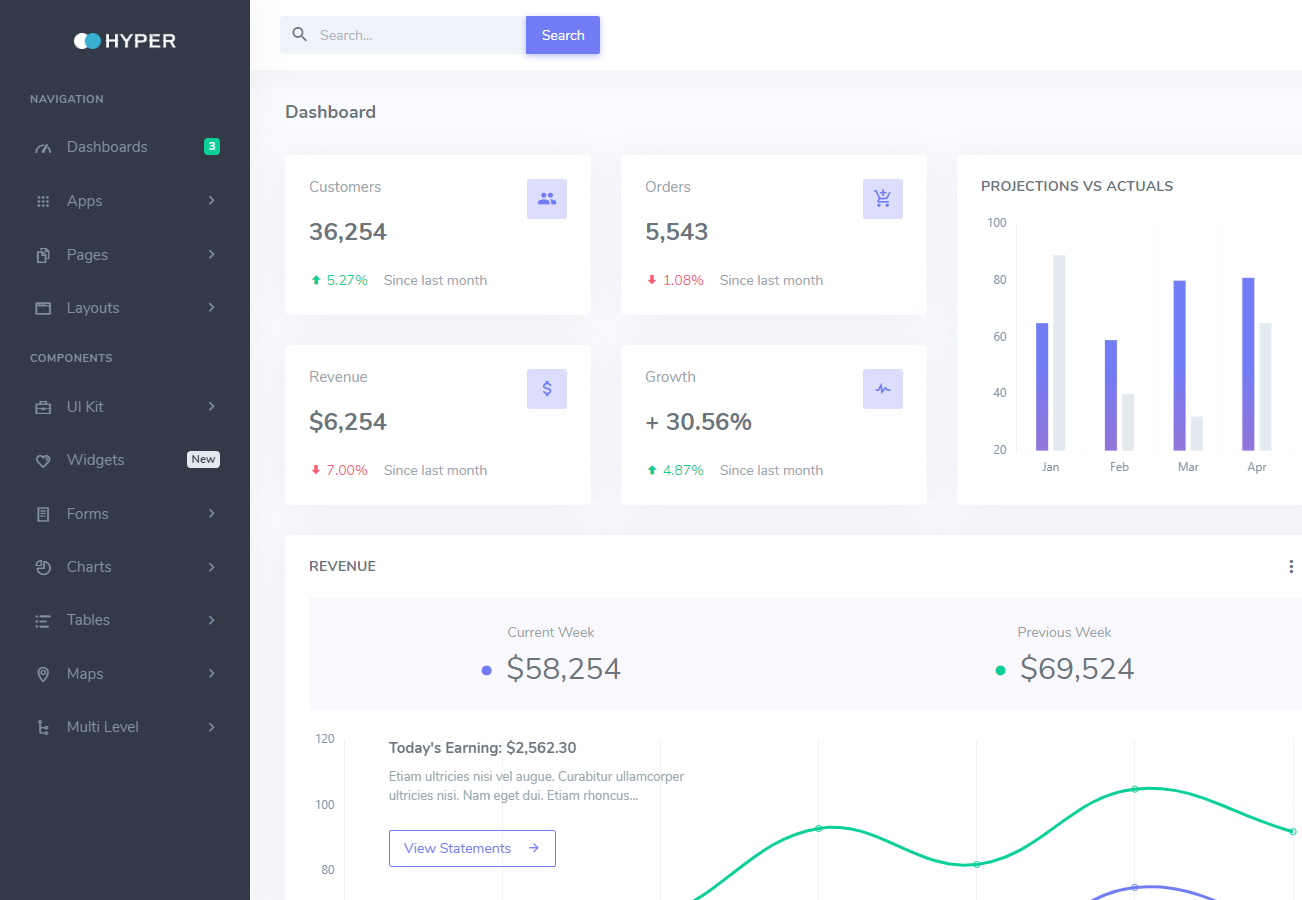 HYPER
NAVIGATION
Dashboards 3
Apps
Pages
Layouts
COMPONENTS
UI Kit
Widgets New
Forms
Charts
Tables
Maps
Multi Level
Search... Search
Dashboard
Customers
36,254
5.27% Since last month
Orders
5,543
1.08% Since last month
Revenue
$6,254
7.00% Since last month
Growth
+ 30.56%
4.87% Since last month
PROJECTIONS VS ACTUALS
100
80
60
40
20
Jan Feb Mar Apr
REVENUE
Current Week
$58,254
Previous Week
$69,524
120
100
80
Today's Earning: $2,562.30
Etiam ultricies nisi vel augue. Curabitur ullamcorper
ultricies nisi. Nam eget dui. Etiam rhoncus...
View Statements